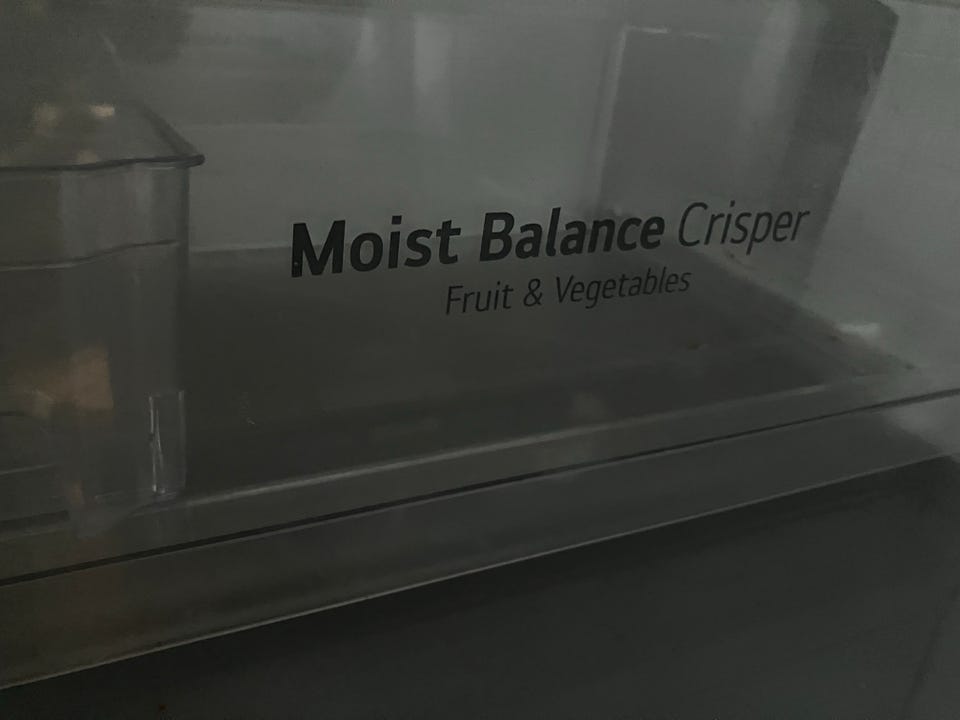 Moist Balance Crisper
Fruit & Vegetables